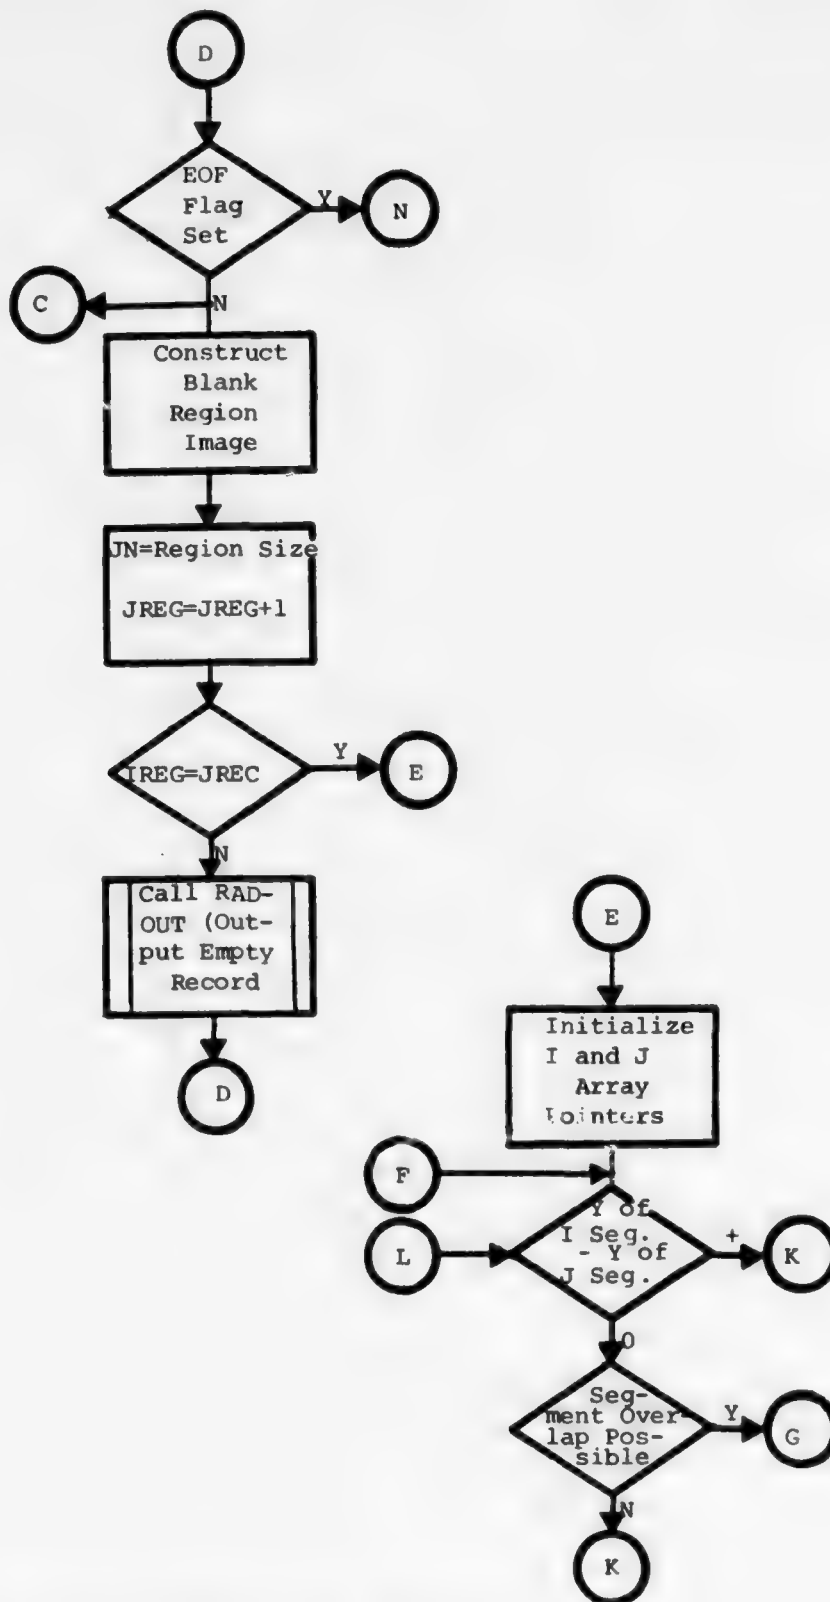 D
EOF
Flag
Set
Y
N
C
N
Construct
Blank
Region
Image
JN=Region Size
JREG=JREG+1
IREG=JREC
Y
E
N
Call RAD-
OUT (Out-
put Empty
Record
D
E
Initialize
I and J
Array
Pointers
F
Y of
I Seg.
- Y of
J Seg.
L
+
K
O
Seg-
ment Over-
lap Pos-
sible
Y
G
N
K